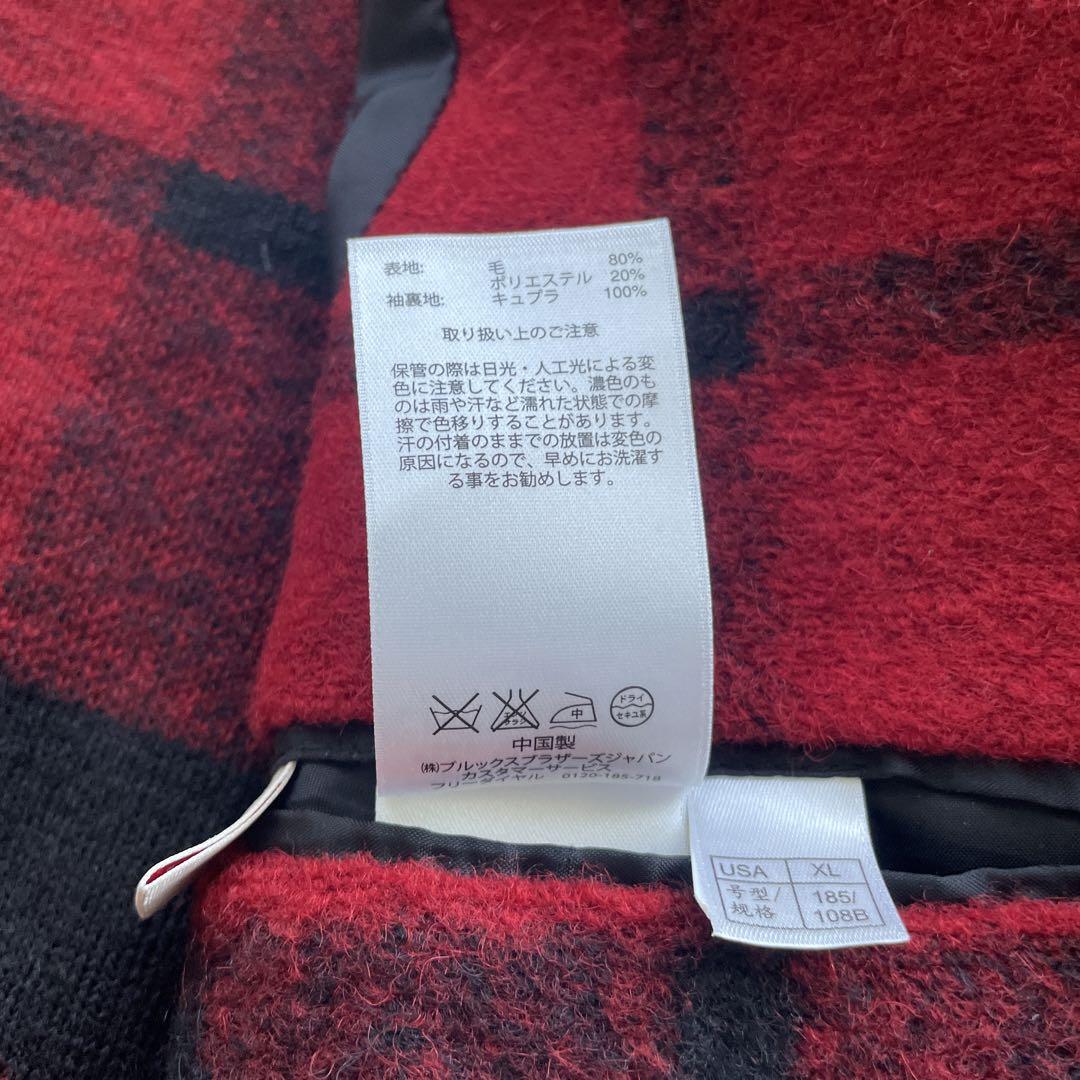 表地: 毛 80%
ポリエステル 20%
袖裏地: キュプラ 100%
取り扱い上のご注意
保管の際は日光・人工光による変
色に注意してください。濃色のも
のは雨や汗など濡れた状態での摩
擦で色移りすることがあります。
汗の付着のままでの放置は変色の
原因になるので、早めにお洗濯す
る事をお勧めします。
エンソ
サラシ
中
ドライ
セキユ系
中国製
(株)ブルックスブラザーズジャパン
カスタマーサービス
フリーダイヤル 0120-185-718
USA XL
号型/ 185/
规格 108B